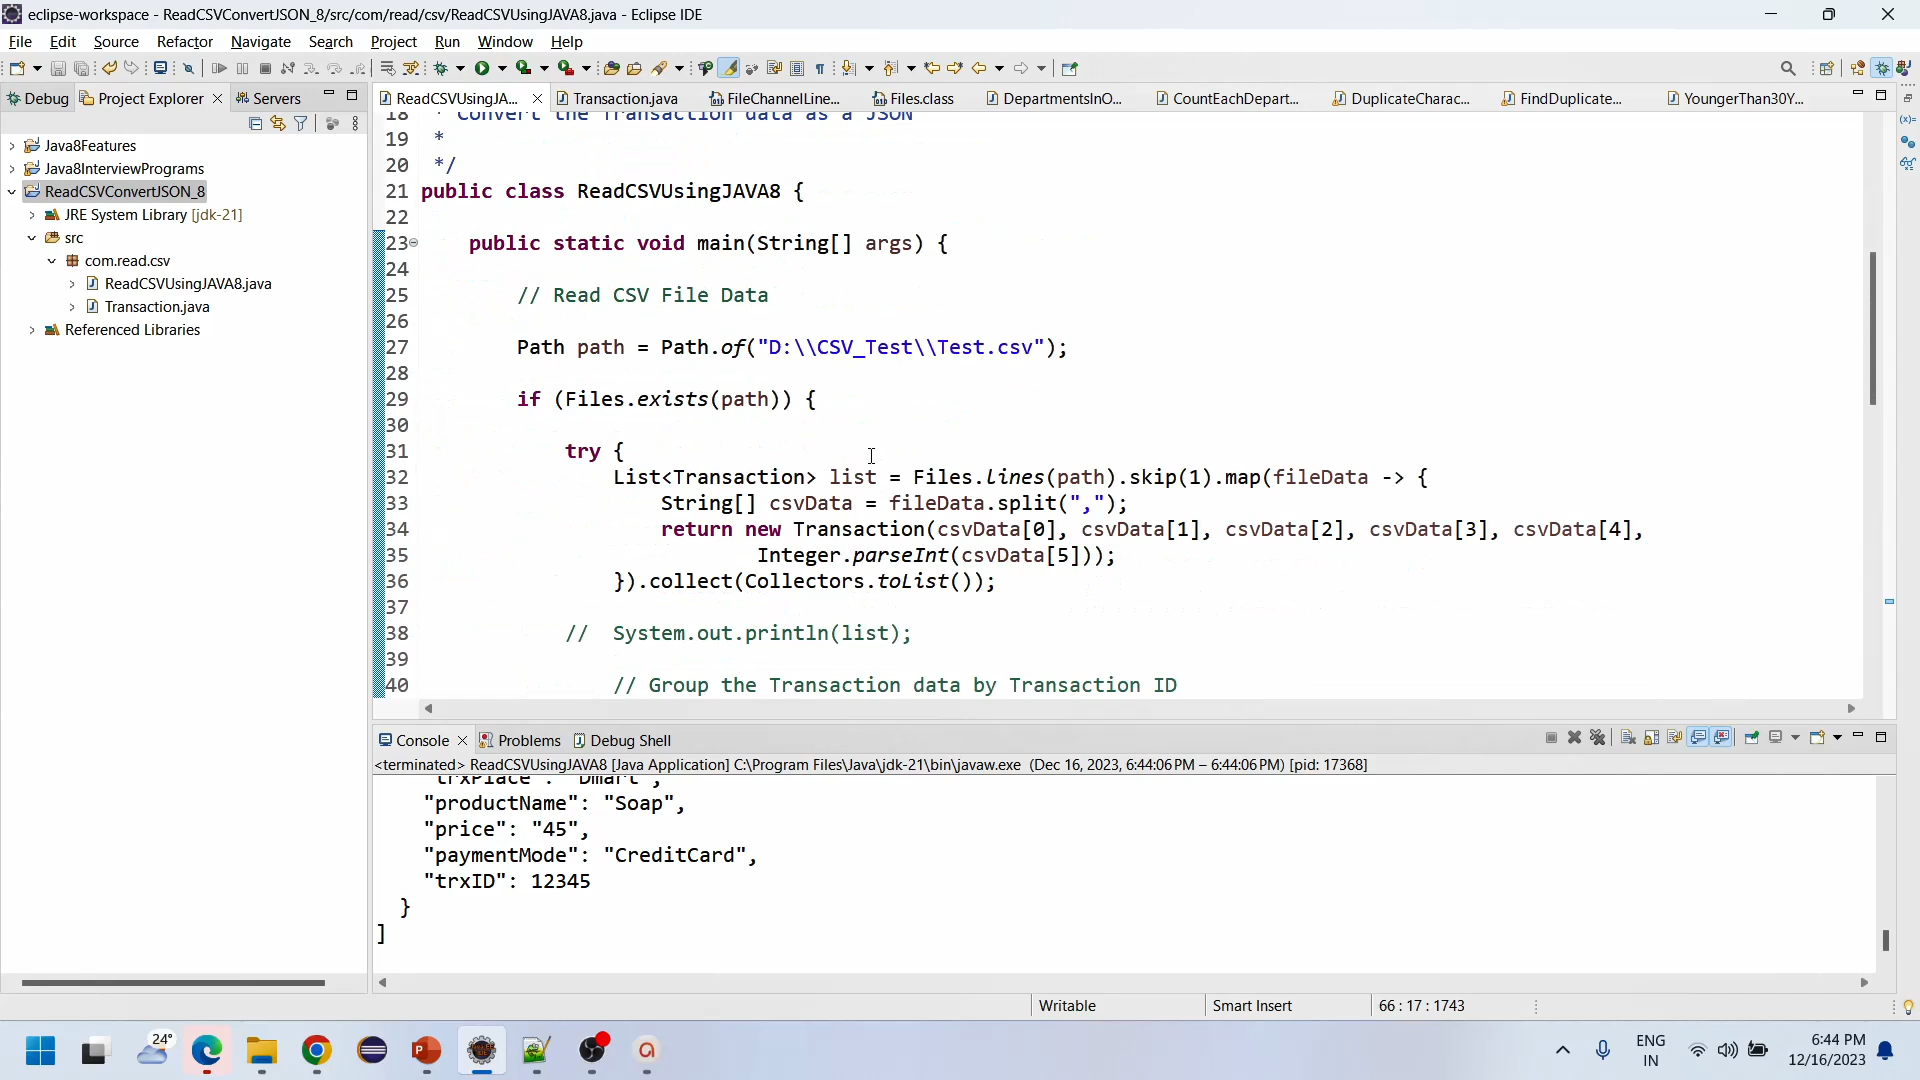 eclipse-workspace - ReadCSVConvertJSON_8/src/com/read/csv/ReadCSVUsingJAVA8.java - Eclipse IDE
File Edit Source Refactor Navigate Search Project Run Window Help
Debug Project Explorer Servers
ReadCSVUsingJA... Transaction.java FileChannelLine... Files.class DepartmentsInO... CountEachDepart... DuplicateCharac... FindDuplicate... YoungerThan30Y...
Java8Features
Java8InterviewPrograms
ReadCSVConvertJSON_8
JRE System Library [jdk-21]
src
com.read.csv
ReadCSVUsingJAVA8.java
Transaction.java
Referenced Libraries
18 * Convert the Transaction data as a JSON
19 *
20 */
21 public class ReadCSVUsingJAVA8 {
22
23 public static void main(String[] args) {
24
25 // Read CSV File Data
26
27 Path path = Path.of("D:\\CSV_Test\\Test.csv");
28
29 if (Files.exists(path)) {
30
31 try {
32 List<Transaction> list = Files.lines(path).skip(1).map(fileData -> {
33 String[] csvData = fileData.split(",");
34 return new Transaction(csvData[0], csvData[1], csvData[2], csvData[3], csvData[4],
35 Integer.parseInt(csvData[5]));
36 }).collect(Collectors.toList());
37
38 // System.out.println(list);
39
40 // Group the Transaction data by Transaction ID
Console Problems Debug Shell
<terminated> ReadCSVUsingJAVA8 [Java Application] C:\Program Files\Java\jdk-21\bin\javaw.exe (Dec 16, 2023, 6:44:06 PM – 6:44:06 PM) [pid: 17368]
"trxPlace": "Dmart",
"productName": "Soap",
"price": "45",
"paymentMode": "CreditCard",
"trxID": 12345
}
]
Writable Smart Insert 66 : 17 : 1743
24°
ENG
IN
6:44 PM
12/16/2023